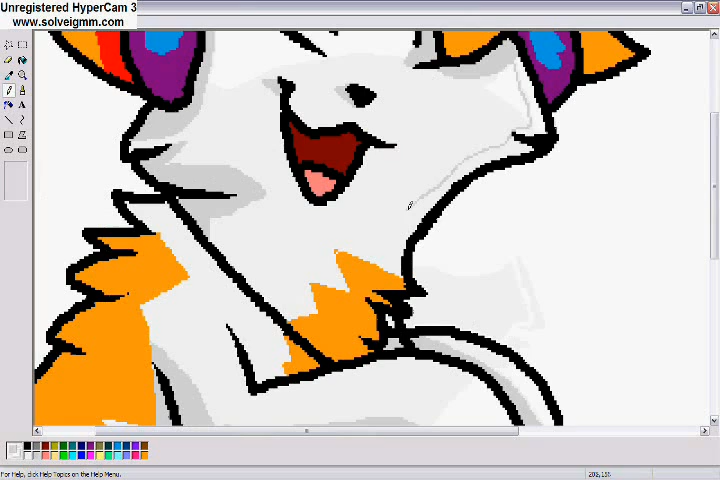 Unregistered HyperCam 3
www.solveigmm.com
For Help, click Help Topics on the Help Menu.